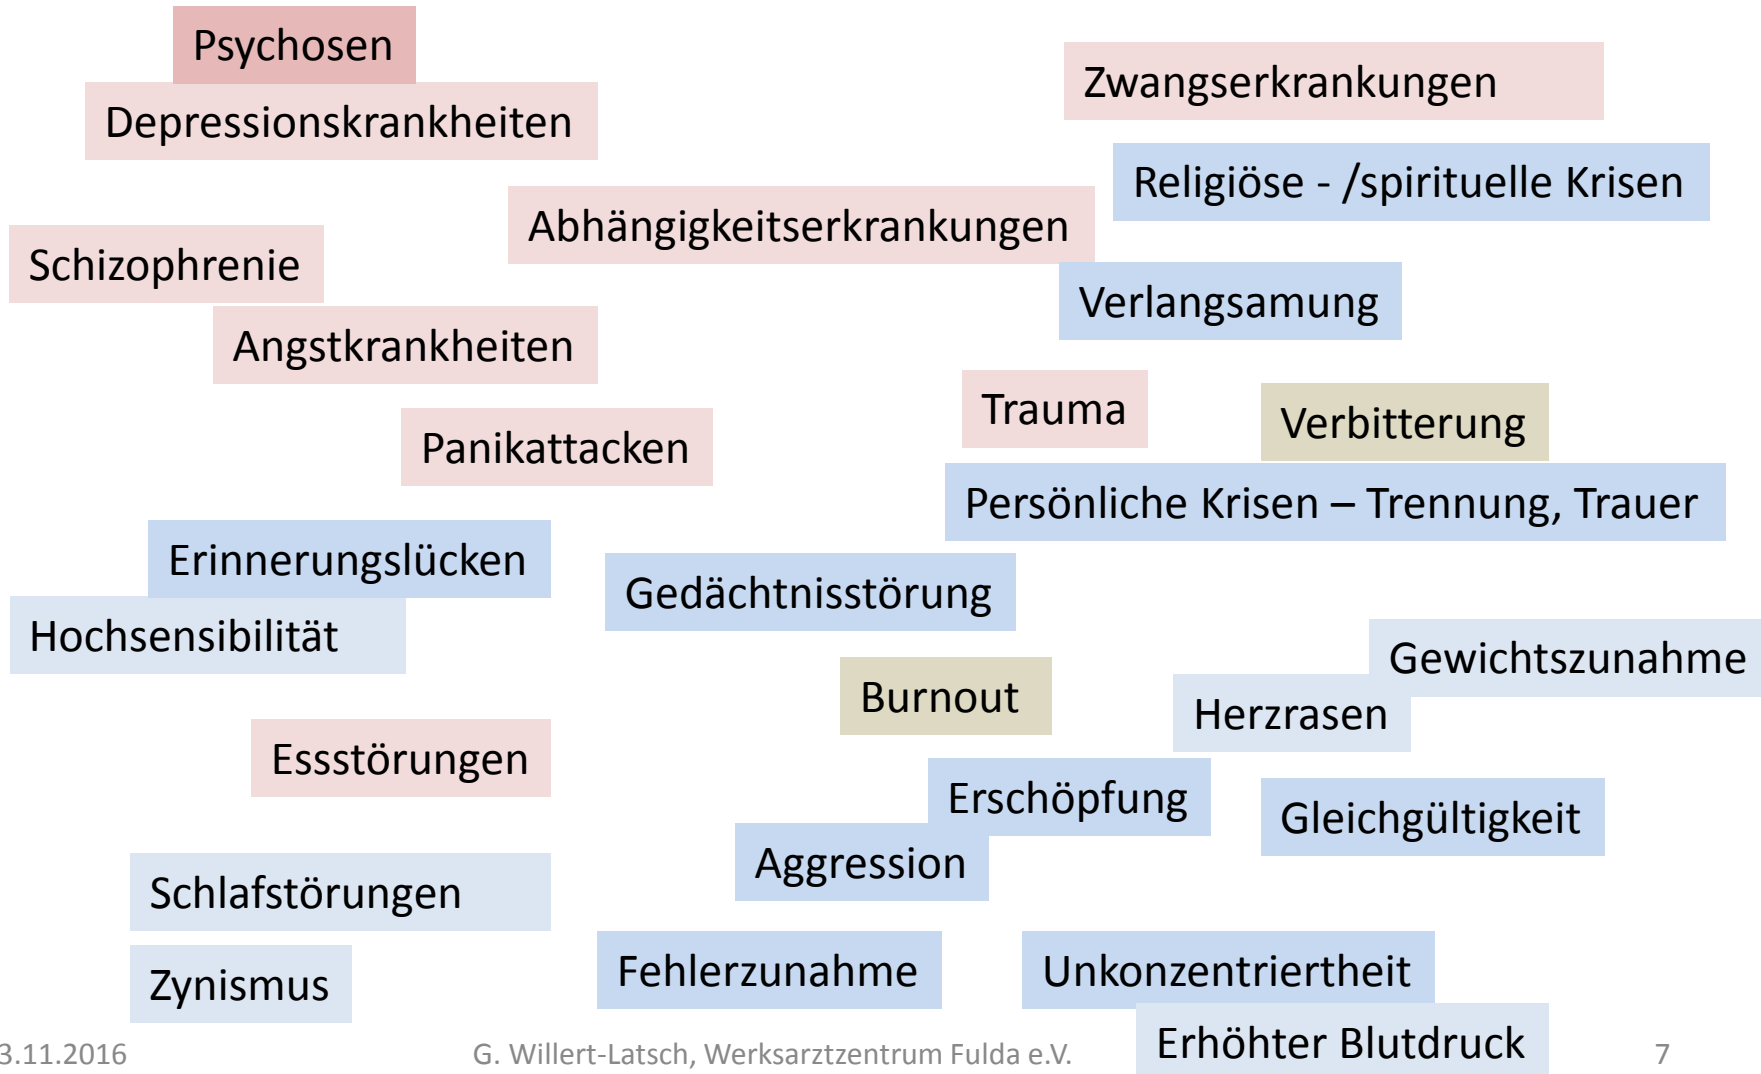 Psychosen
Zwangserkrankungen
Depressionskrankheiten
Religiöse - /spirituelle Krisen
Abhängigkeitserkrankungen
Schizophrenie
Verlangsamung
Angstkrankheiten
Trauma
Verbitterung
Panikattacken
Persönliche Krisen – Trennung, Trauer
Erinnerungslücken
Gedächtnisstörung
Hochsensibilität
Gewichtszunahme
Burnout
Herzrasen
Essstörungen
Erschöpfung
Gleichgültigkeit
Aggression
Schlafstörungen
Fehlerzunahme
Unkonzentriertheit
Zynismus
Erhöhter Blutdruck
3.11.2016
G. Willert-Latsch, Werksarztzentrum Fulda e.V.
7